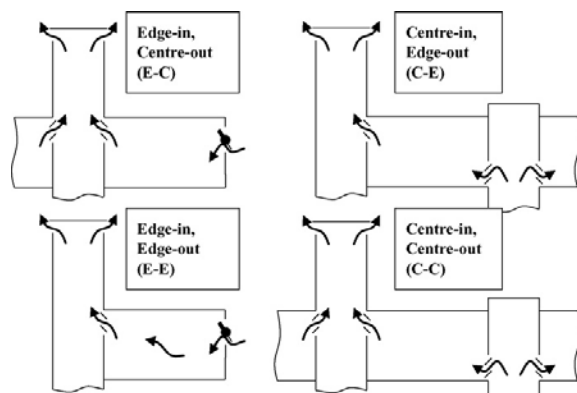 Edge-in,
Centre-out
(E-C)
Centre-in,
Edge-out
(C-E)
Edge-in,
Edge-out
(E-E)
Centre-in,
Centre-out
(C-C)